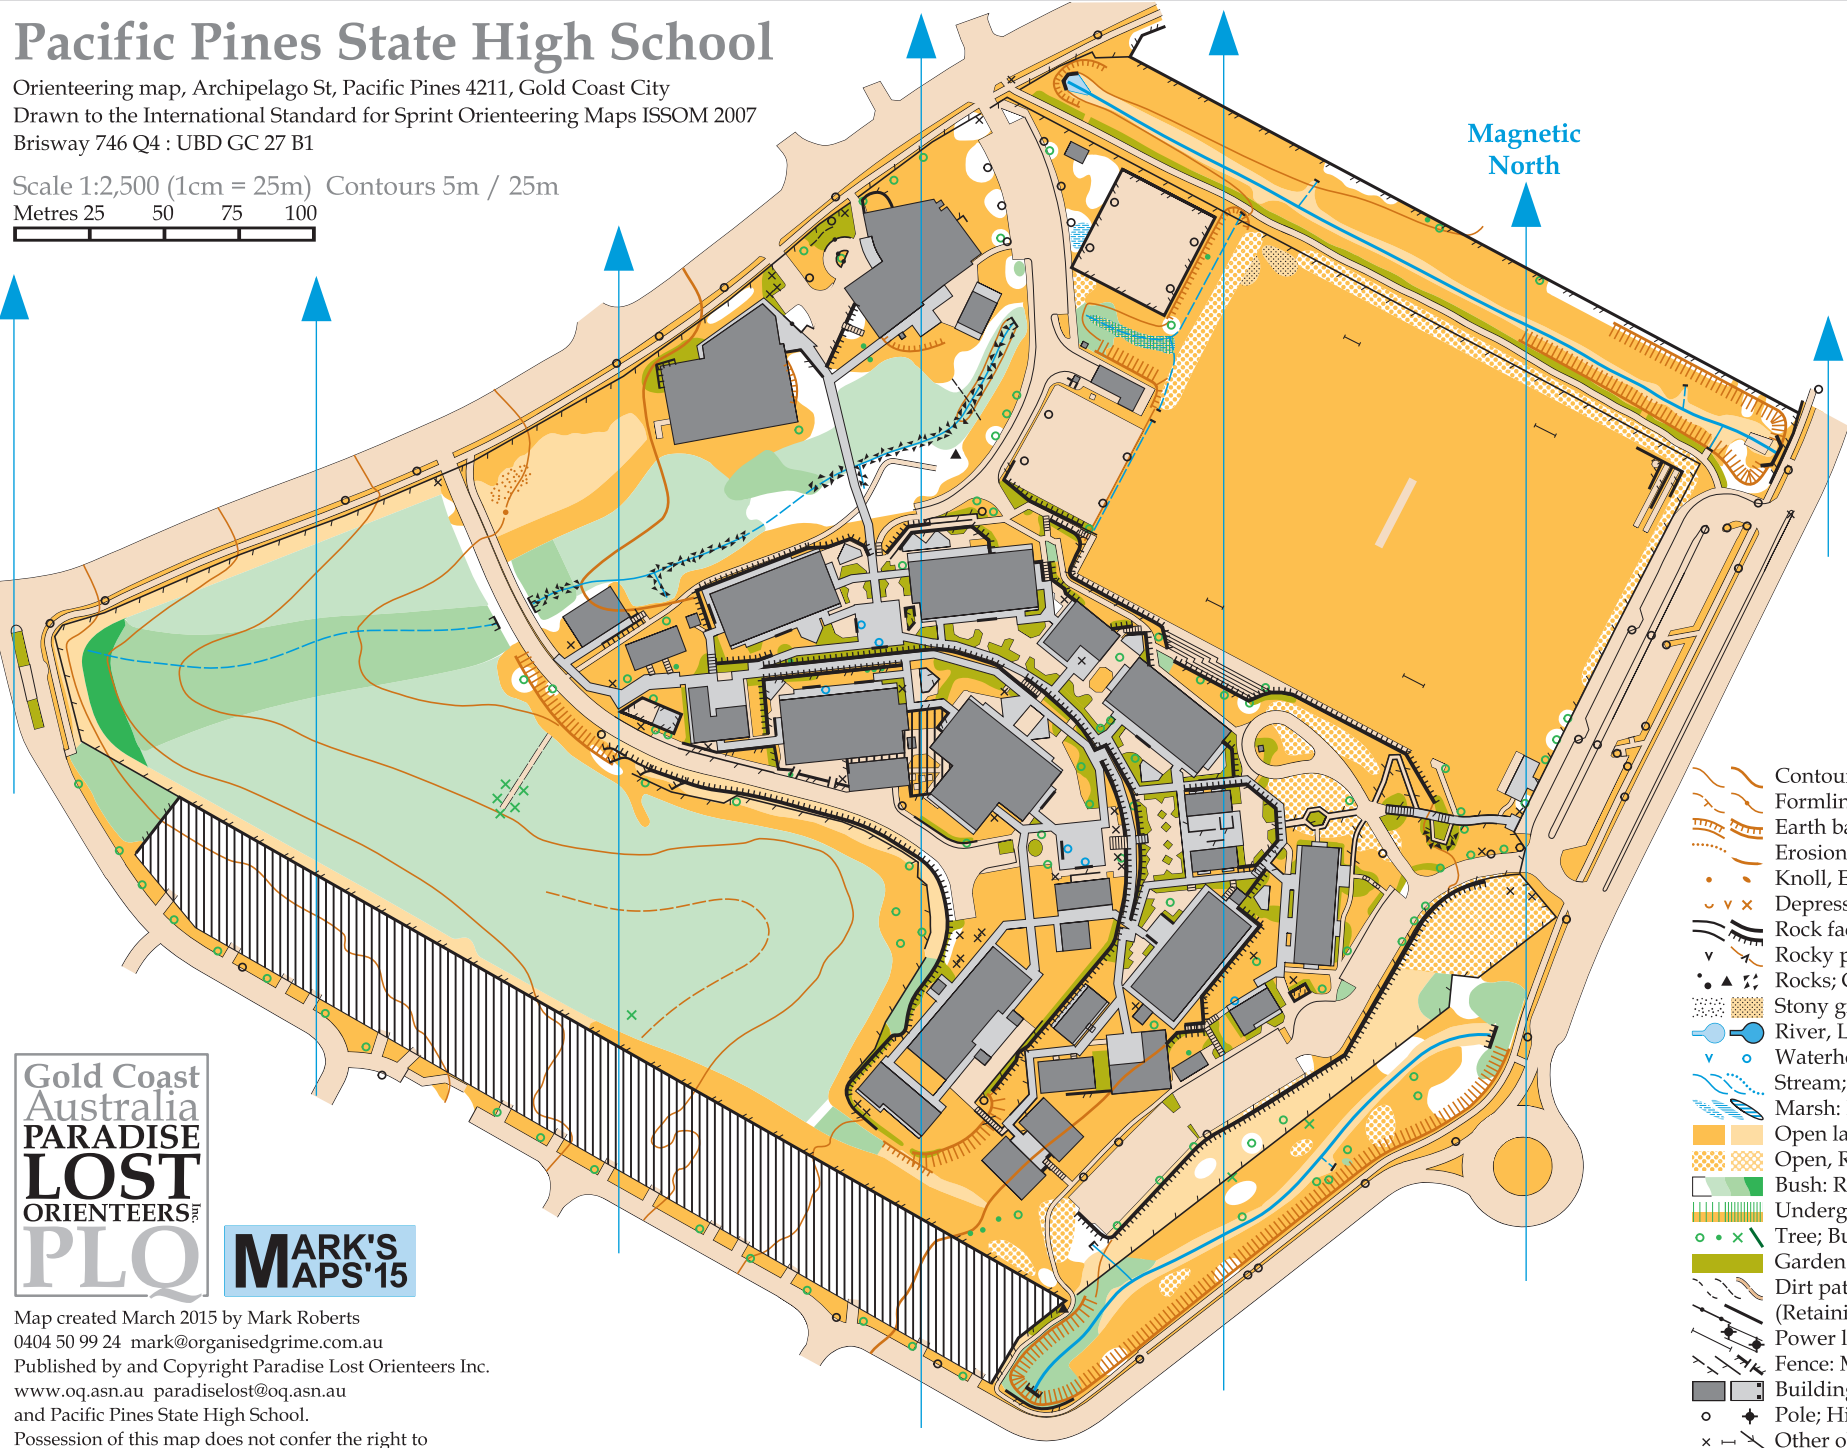 Pacific Pines State High School
Orienteering map, Archipelago St, Pacific Pines 4211, Gold Coast City
Drawn to the International Standard for Sprint Orienteering Maps ISSOM 2007
Brisway 746 Q4 : UBD GC 27 B1
Scale 1:2,500 (1cm = 25m) Contours 5m / 25m
Metres 25 50 75 100
Magnetic
North
Contou
Formlin
Earth ba
Erosion
Knoll, E
Depress
Rock fac
Rocky p
Rocks; C
Stony g
River, L
Waterho
Stream;
Marsh:
Open la
Open, R
Bush: R
Underg
Tree; Bu
Garden
Dirt pat
(Retaini
Power l
Fence: M
Building
Pole; Hi
Other o
Gold Coast
Australia
PARADISE
LOST
ORIENTEERS Inc.
PLQ
MARK'S
MAPS'15
Map created March 2015 by Mark Roberts
0404 50 99 24 mark@organisedgrime.com.au
Published by and Copyright Paradise Lost Orienteers Inc.
www.oq.asn.au paradiselost@oq.asn.au
and Pacific Pines State High School.
Possession of this map does not confer the right to